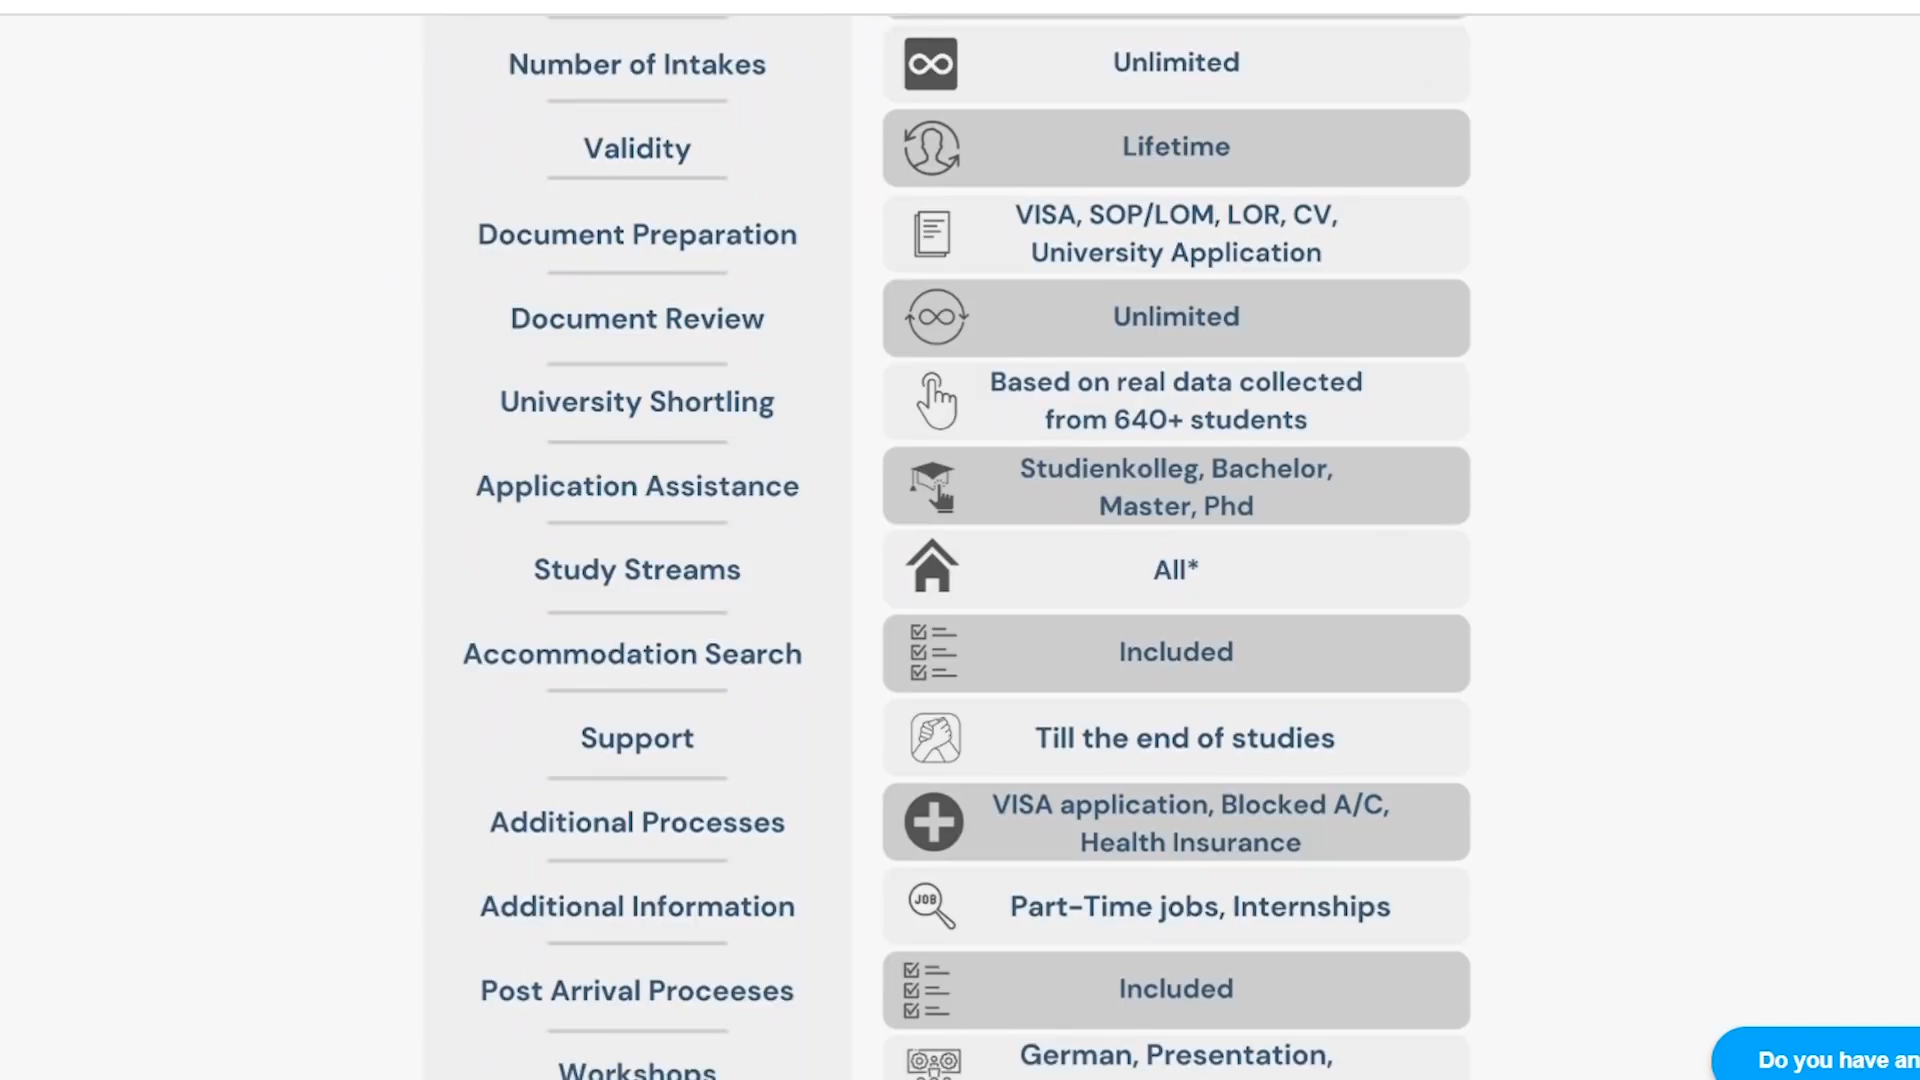 Number of Intakes
Unlimited
Validity
Lifetime
Document Preparation
VISA, SOP/LOM, LOR, CV,
University Application
Document Review
Unlimited
University Shortling
Based on real data collected
from 640+ students
Application Assistance
Studienkolleg, Bachelor,
Master, Phd
Study Streams
All*
Accommodation Search
Included
Support
Till the end of studies
Additional Processes
VISA application, Blocked A/C,
Health Insurance
Additional Information
JOB
Part-Time jobs, Internships
Post Arrival Proceeses
Included
Workshops
German, Presentation,
Do you have an